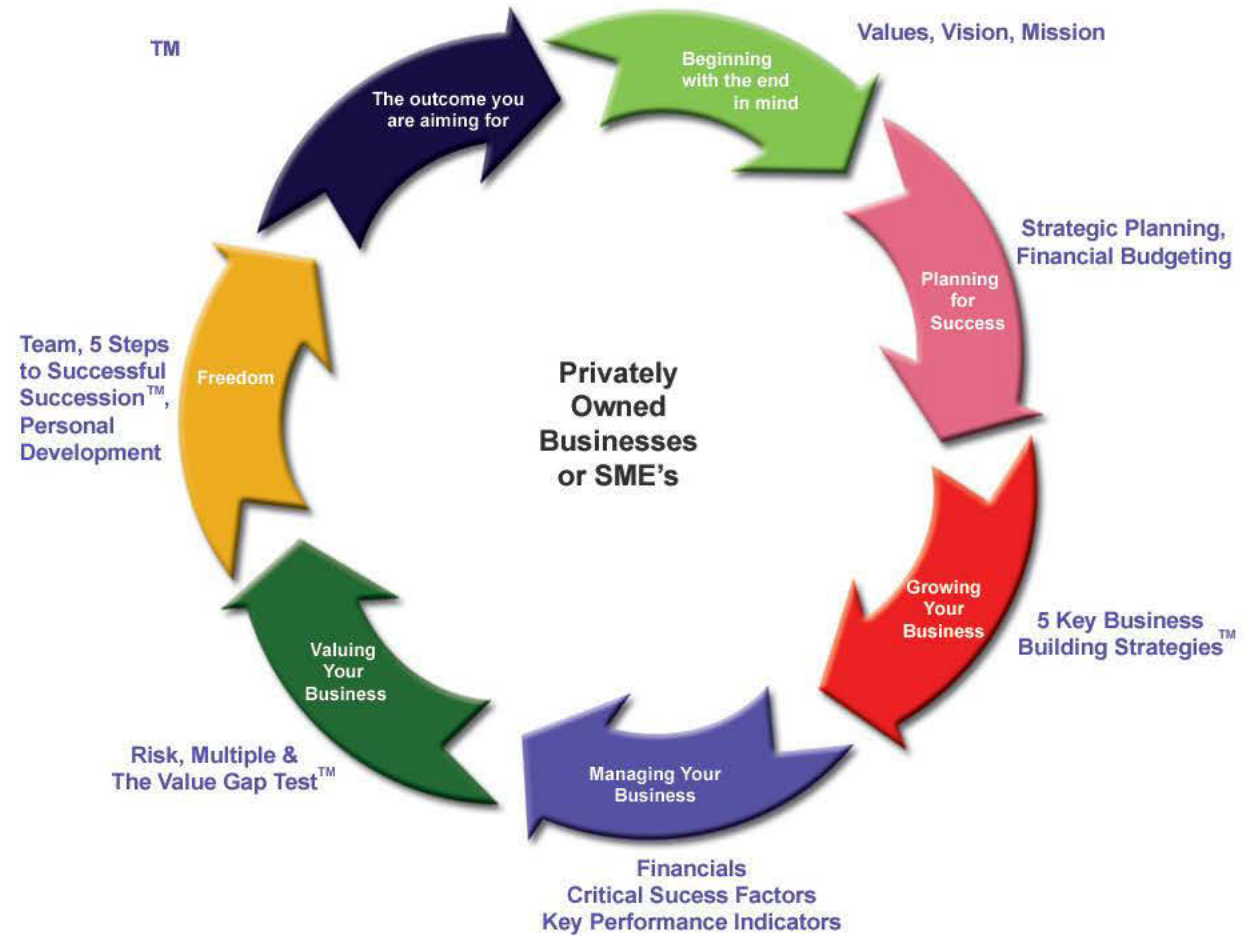 TM
The outcome you
are aiming for
Beginning
with the end
in mind
Values, Vision, Mission
Planning
for
Success
Strategic Planning,
Financial Budgeting
Growing
Your
Business
5 Key Business
Building Strategies™
Managing Your
Business
Financials
Critical Sucess Factors
Key Performance Indicators
Valuing
Your
Business
Risk, Multiple &
The Value Gap Test™
Freedom
Team, 5 Steps
to Successful
Succession™,
Personal
Development
Privately
Owned
Businesses
or SME's